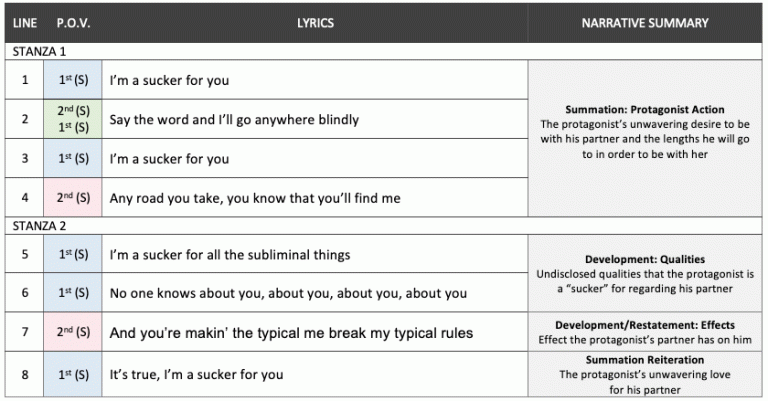 LINE P.O.V. LYRICS NARRATIVE SUMMARY
STANZA 1
1 1st (S) I'm a sucker for you
2 2nd (S) 1st (S) Say the word and I'll go anywhere blindly
3 1st (S) I'm a sucker for you
4 2nd (S) Any road you take, you know that you'll find me
Summation: Protagonist Action
The protagonist's unwavering desire to be
with his partner and the lengths he will go
to in order to be with her
STANZA 2
5 1st (S) I'm a sucker for all the subliminal things
6 1st (S) No one knows about you, about you, about you, about you
Development: Qualities
Undisclosed qualities that the protagonist is
a "sucker" for regarding his partner
7 2nd (S) And you're makin' the typical me break my typical rules
Development/Restatement: Effects
Effect the protagonist's partner has on him
8 1st (S) It's true, I'm a sucker for you
Summation Reiteration
The protagonist's unwavering love
for his partner